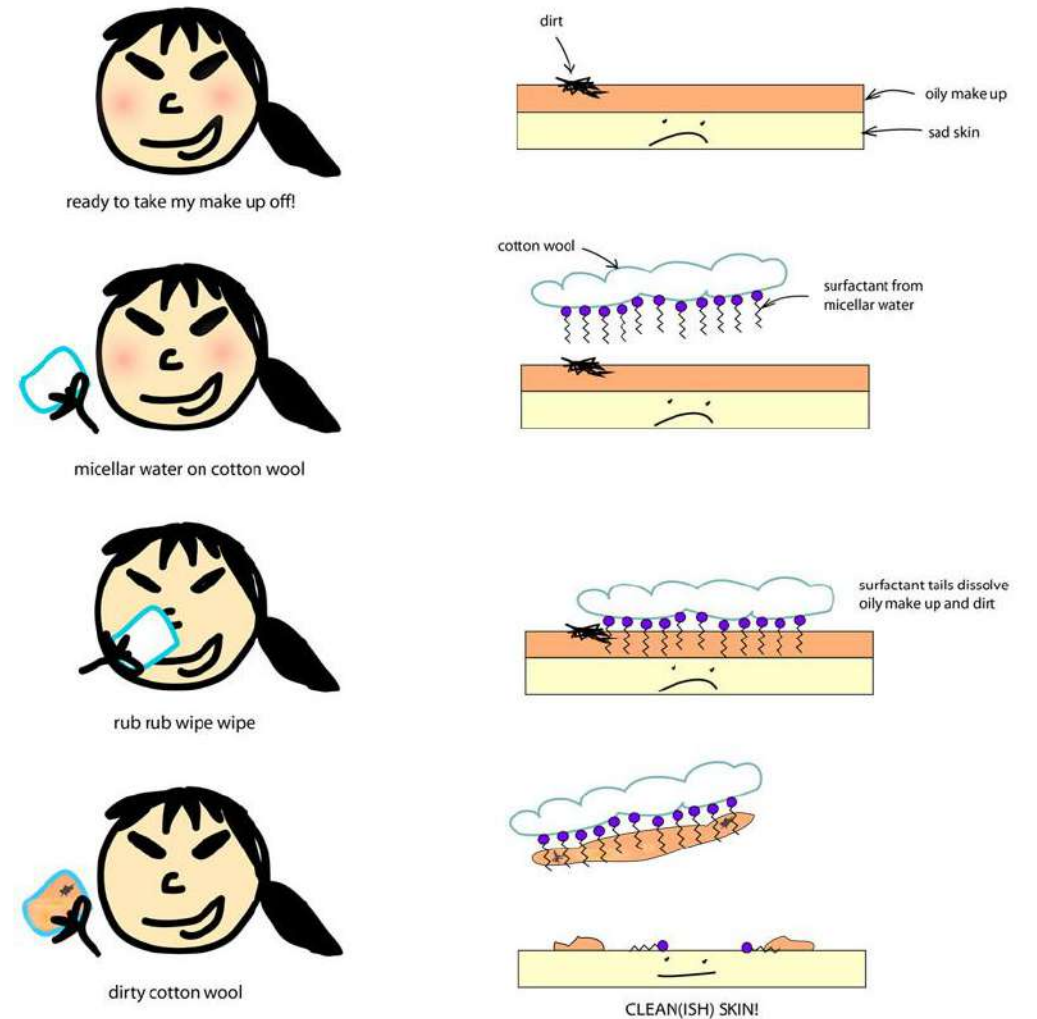 dirt
oily make up
sad skin
ready to take my make up off!
cotton wool
surfactant from
micellar water
micellar water on cotton wool
surfactant tails dissolve
oily make up and dirt
rub rub wipe wipe
dirty cotton wool
CLEAN(ISH) SKIN!